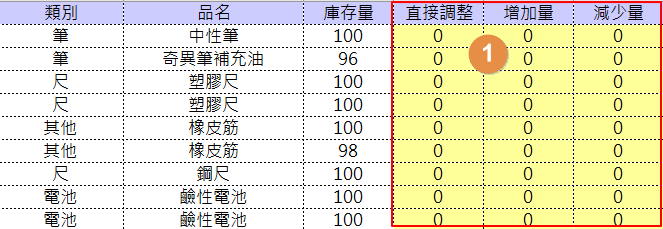 類別 品名 庫存量 直接調整 增加量 減少量
筆 中性筆 100 0 0 0
筆 奇異筆補充油 96 0 0 0
尺 塑膠尺 100 0 0 0
尺 塑膠尺 100 0 0 0
其他 橡皮筋 100 0 0 0
其他 橡皮筋 98 0 0 0
尺 鋼尺 100 0 0 0
電池 鹼性電池 100 0 0 0
電池 鹼性電池 100 0 0 0
1